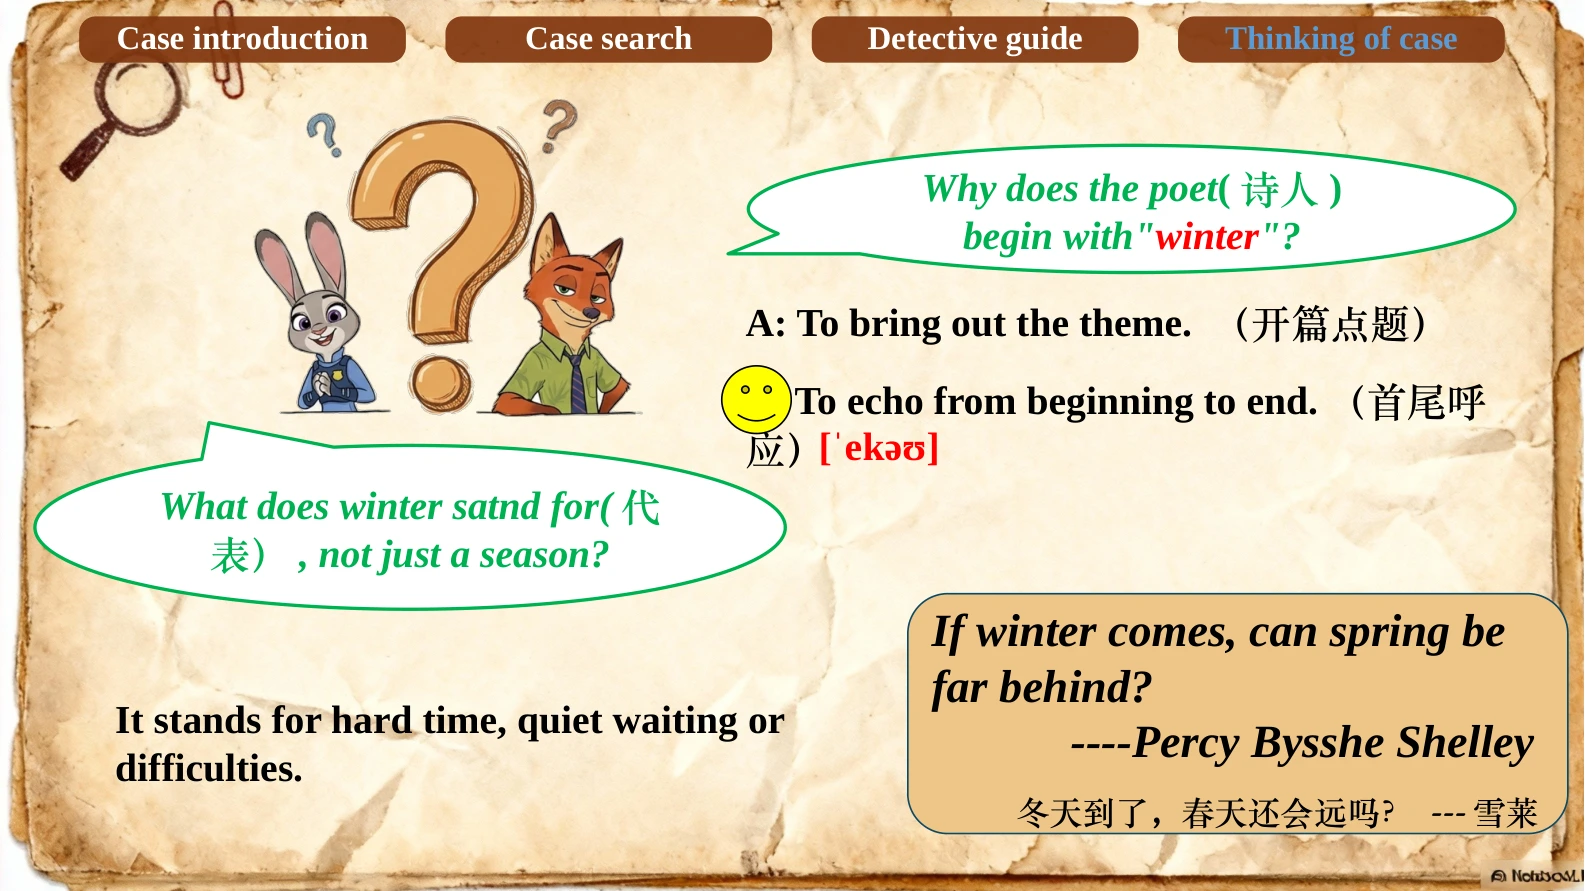 Case introduction
Case search
Detective guide
Thinking of case
Why does the poet( 诗人 )
begin with"winter"?
A: To bring out the theme. （开篇点题）
To echo from beginning to end. （首尾呼
应）[ˈekəʊ]
What does winter satnd for( 代
表） , not just a season?
It stands for hard time, quiet waiting or
difficulties.
If winter comes, can spring be
far behind?
----Percy Bysshe Shelley
冬天到了，春天还会远吗? --- 雪莱